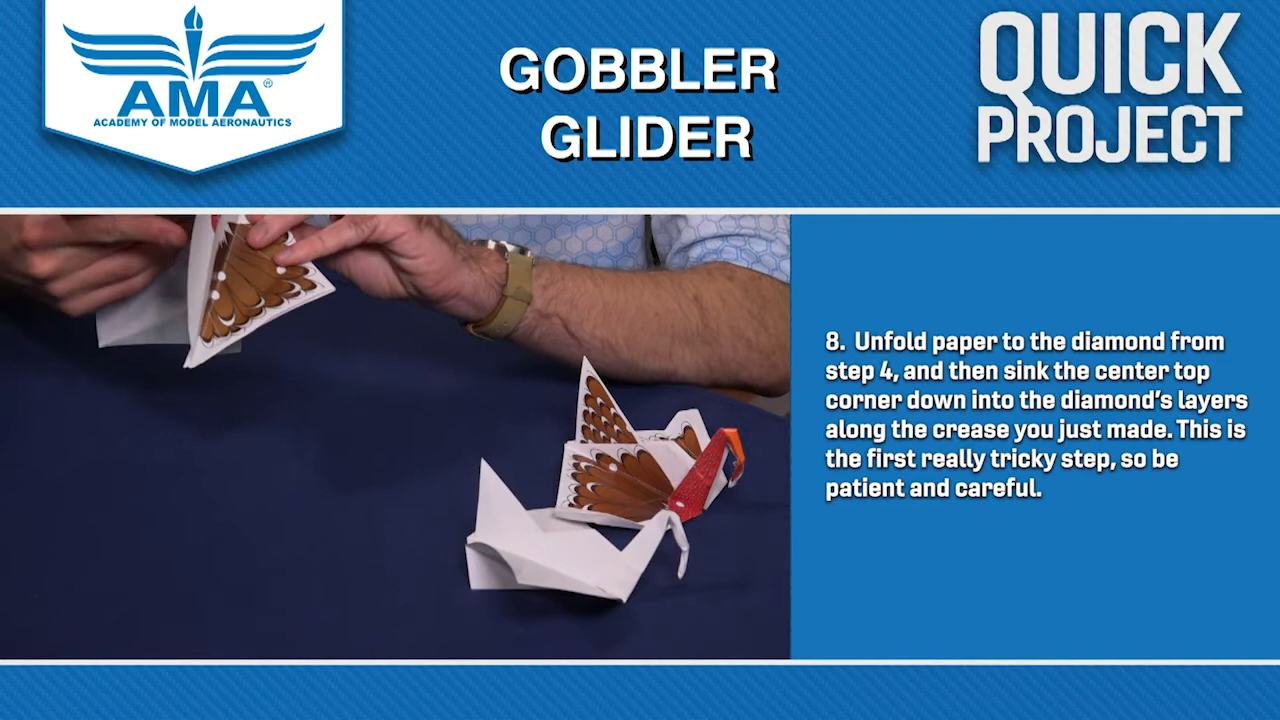 AMA®
ACADEMY OF MODEL AERONAUTICS
GOBBLER
GLIDER
QUICK
PROJECT
8. Unfold paper to the diamond from
step 4, and then sink the center top
corner down into the diamond's layers
along the crease you just made. This is
the first really tricky step, so be
patient and careful.